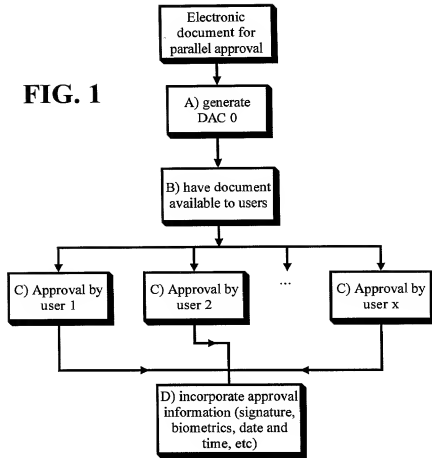 Electronic
document for
parallel approval
FIG. 1
A) generate
DAC 0
B) have document
available to users
C) Approval by
user 1
C) Approval by
user 2
...
C) Approval by
user x
D) incorporate approval
information (signature,
biometrics, date and
time, etc)